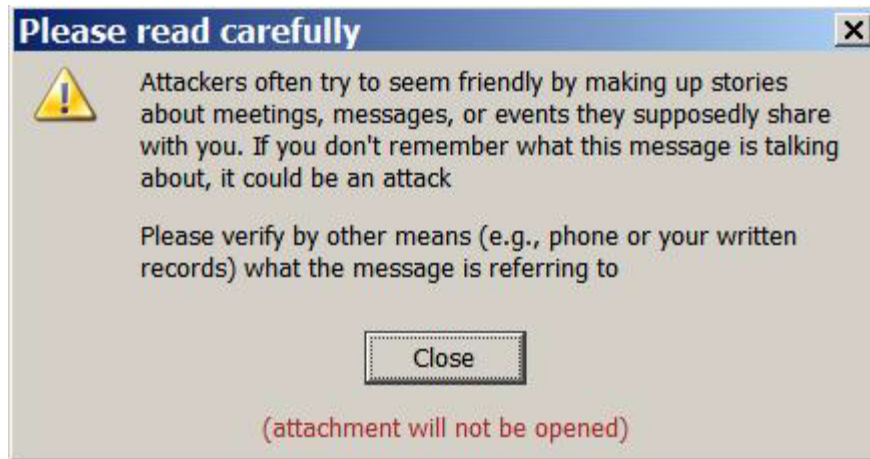 Please read carefully
Attackers often try to seem friendly by making up stories
about meetings, messages, or events they supposedly share
with you. If you don't remember what this message is talking
about, it could be an attack
Please verify by other means (e.g., phone or your written
records) what the message is referring to
Close
(attachment will not be opened)